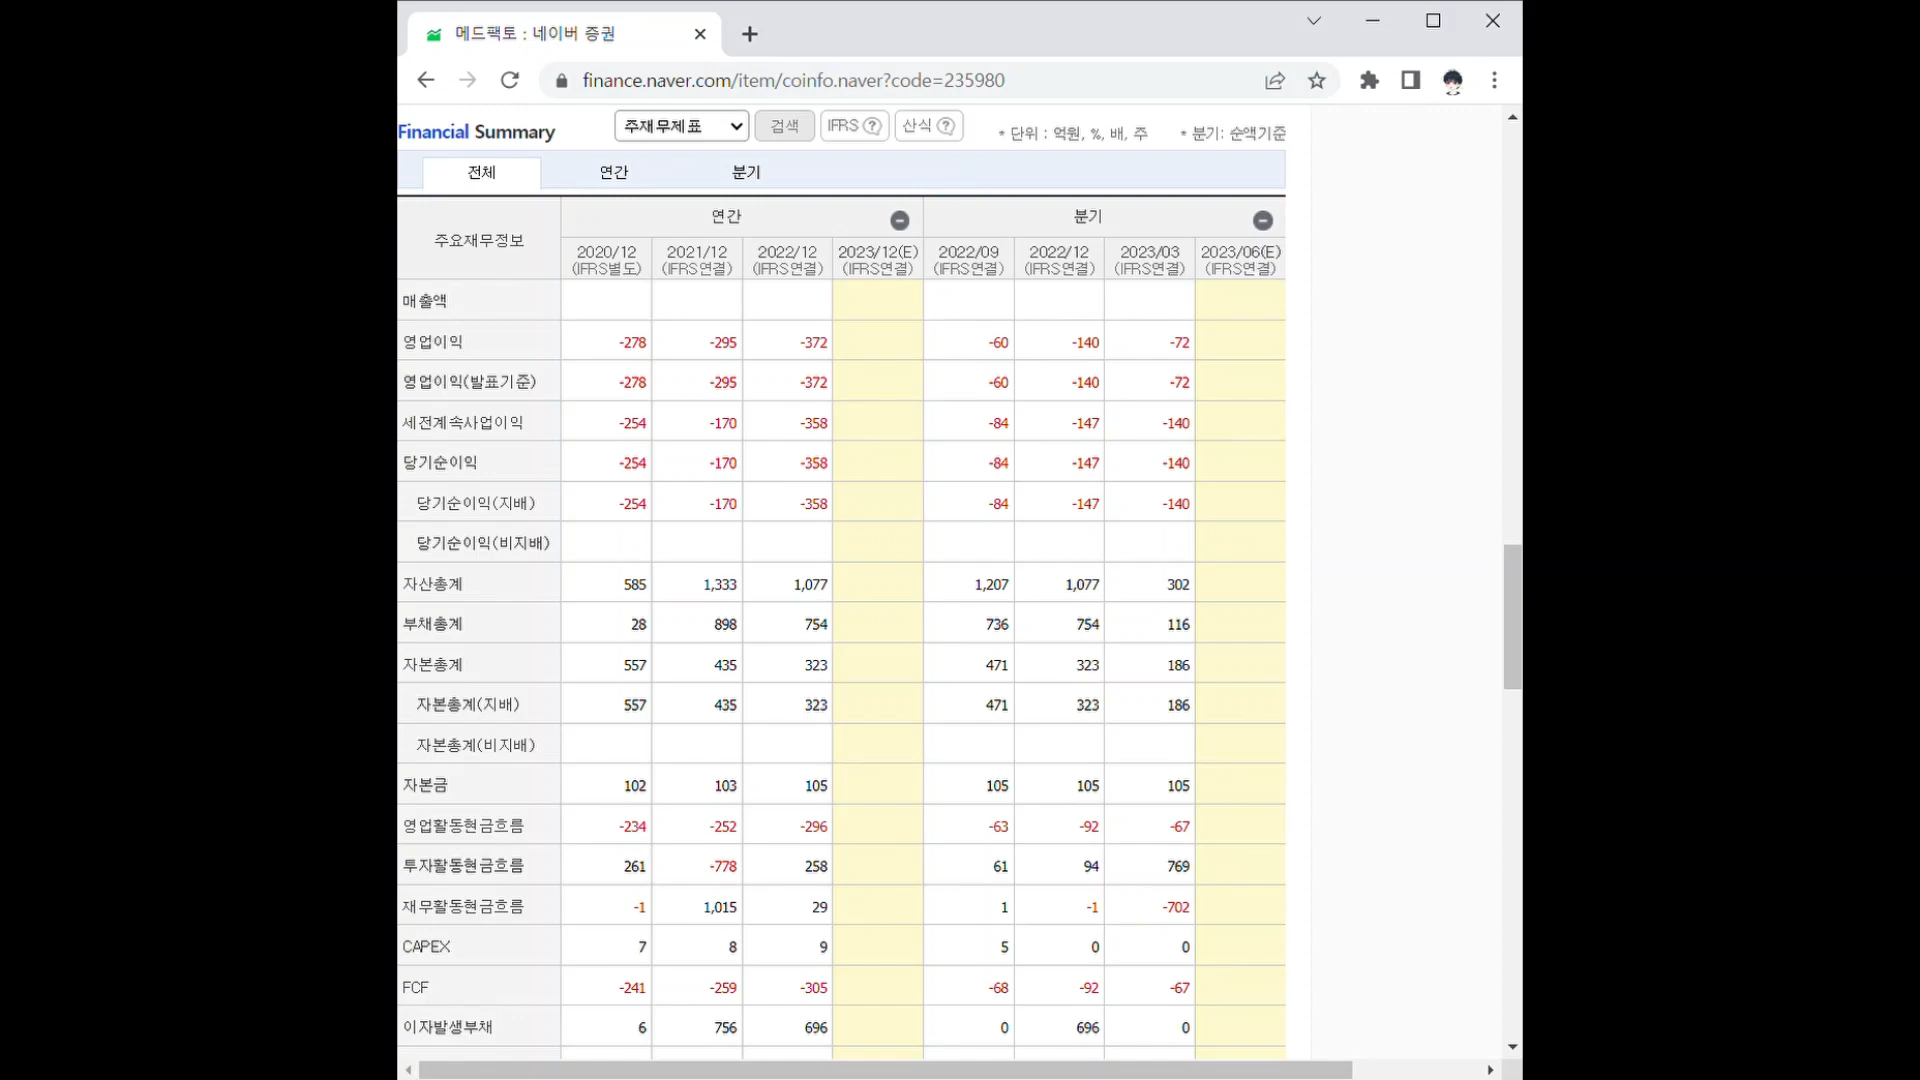 메드팩토 : 네이버 증권
finance.naver.com/item/coinfo.naver?code=235980
Financial Summary 주재무제표 검색 IFRS ? 산식 ? * 단위 : 억원, %, 배, 주 * 분기: 순액기준
전체 연간 분기
주요재무정보 연간 분기
2020/12 2021/12 2022/12 2023/12(E) 2022/09 2022/12 2023/03 2023/06(E)
(IFRS별도) (IFRS연결) (IFRS연결) (IFRS연결) (IFRS연결) (IFRS연결) (IFRS연결) (IFRS연결)
매출액
영업이익 -278 -295 -372 -60 -140 -72
영업이익(발표기준) -278 -295 -372 -60 -140 -72
세전계속사업이익 -254 -170 -358 -84 -147 -140
당기순이익 -254 -170 -358 -84 -147 -140
당기순이익(지배) -254 -170 -358 -84 -147 -140
당기순이익(비지배)
자산총계 585 1,333 1,077 1,207 1,077 302
부채총계 28 898 754 736 754 116
자본총계 557 435 323 471 323 186
자본총계(지배) 557 435 323 471 323 186
자본총계(비지배)
자본금 102 103 105 105 105 105
영업활동현금흐름 -234 -252 -296 -63 -92 -67
투자활동현금흐름 261 -778 258 61 94 769
재무활동현금흐름 -1 1,015 29 1 -1 -702
CAPEX 7 8 9 5 0 0
FCF -241 -259 -305 -68 -92 -67
이자발생부채 6 756 696 0 696 0